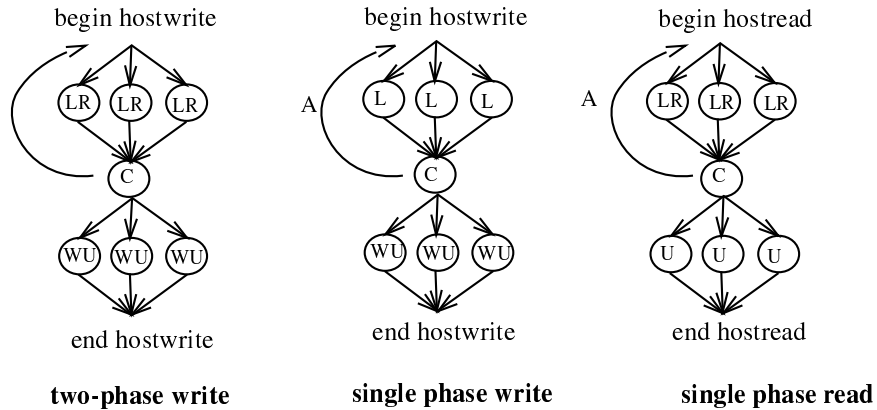 begin hostwrite
begin hostwrite
begin hostread
LR LR LR
L L L
LR LR LR
A
A
C
C
C
WU WU WU
WU WU WU
U U U
end hostwrite
end hostwrite
end hostread
two-phase write
single phase write
single phase read